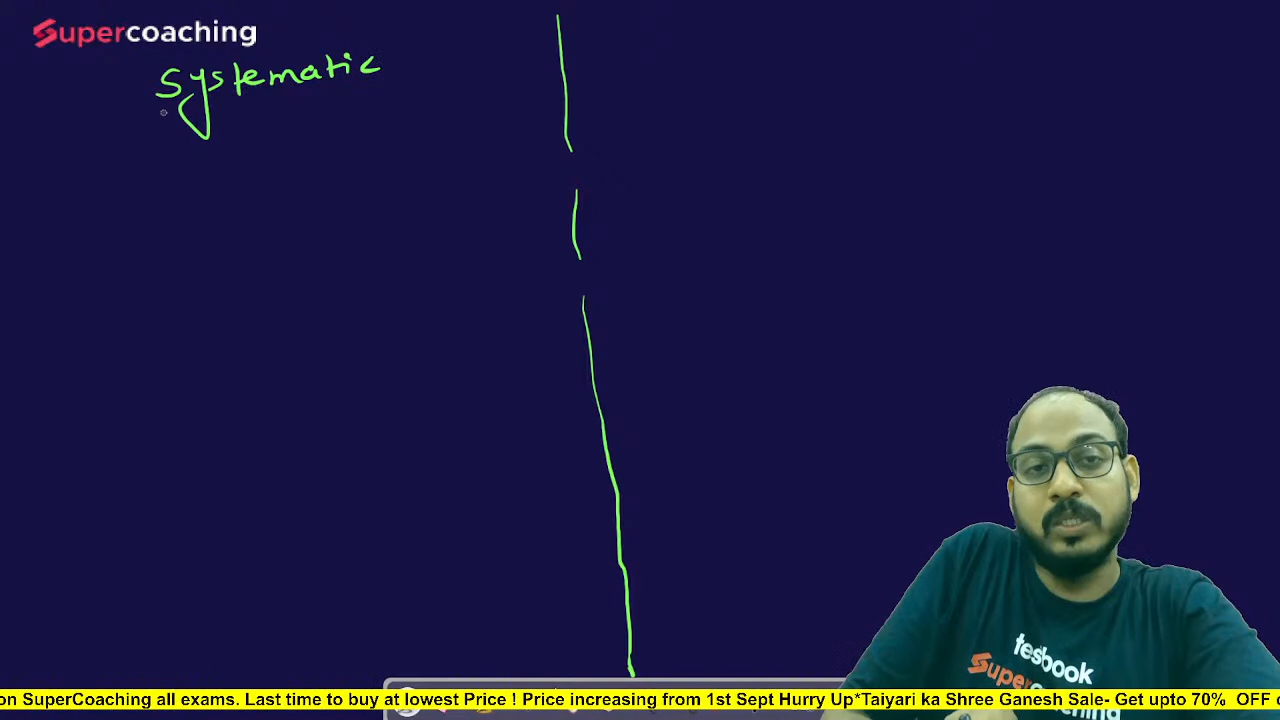 Supercoaching
Systematic
testbook
Supercoaching
on SuperCoaching all exams. Last time to buy at lowest Price ! Price increasing from 1st Sept Hurry Up*Taiyari ka Shree Ganesh Sale- Get upto 70% OFF